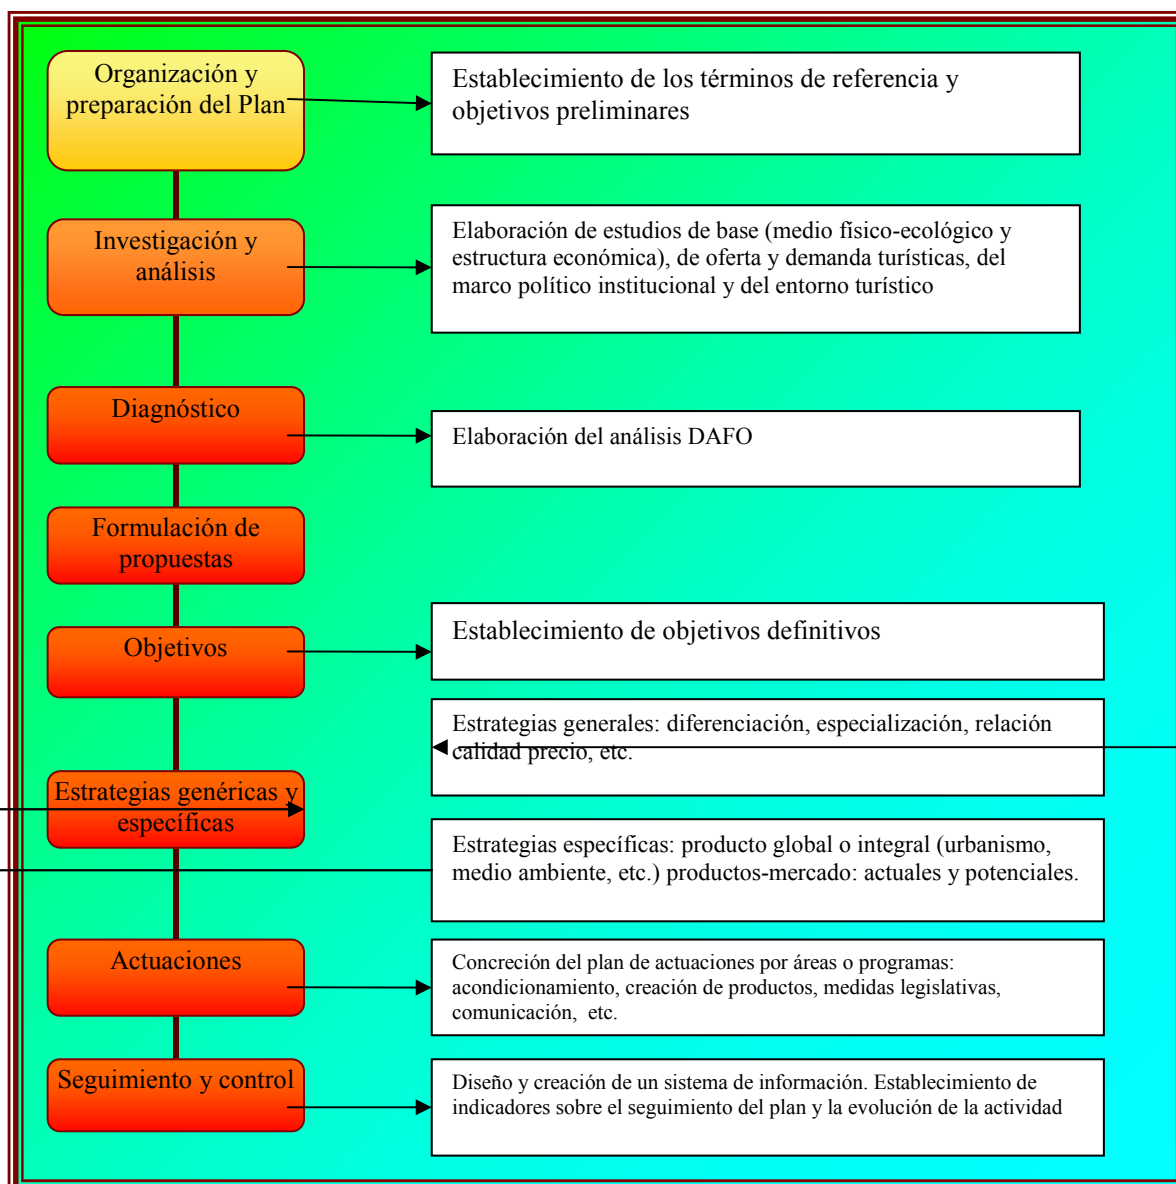 Organización y
preparación del Plan
Establecimiento de los términos de referencia y
objetivos preliminares
Investigación y
análisis
Elaboración de estudios de base (medio físico-ecológico y
estructura económica), de oferta y demanda turísticas, del
marco político institucional y del entorno turístico
Diagnóstico
Elaboración del análisis DAFO
Formulación de
propuestas
Objetivos
Establecimiento de objetivos definitivos
Estrategias genéricas y
específicas
Estrategias generales: diferenciación, especialización, relación
calidad precio, etc.
Estrategias específicas: producto global o integral (urbanismo,
medio ambiente, etc.) productos-mercado: actuales y potenciales.
Actuaciones
Concreción del plan de actuaciones por áreas o programas:
acondicionamiento, creación de productos, medidas legislativas,
comunicación,  etc.
Seguimiento y control
Diseño y creación de un sistema de información. Establecimiento de
indicadores sobre el seguimiento del plan y la evolución de la actividad